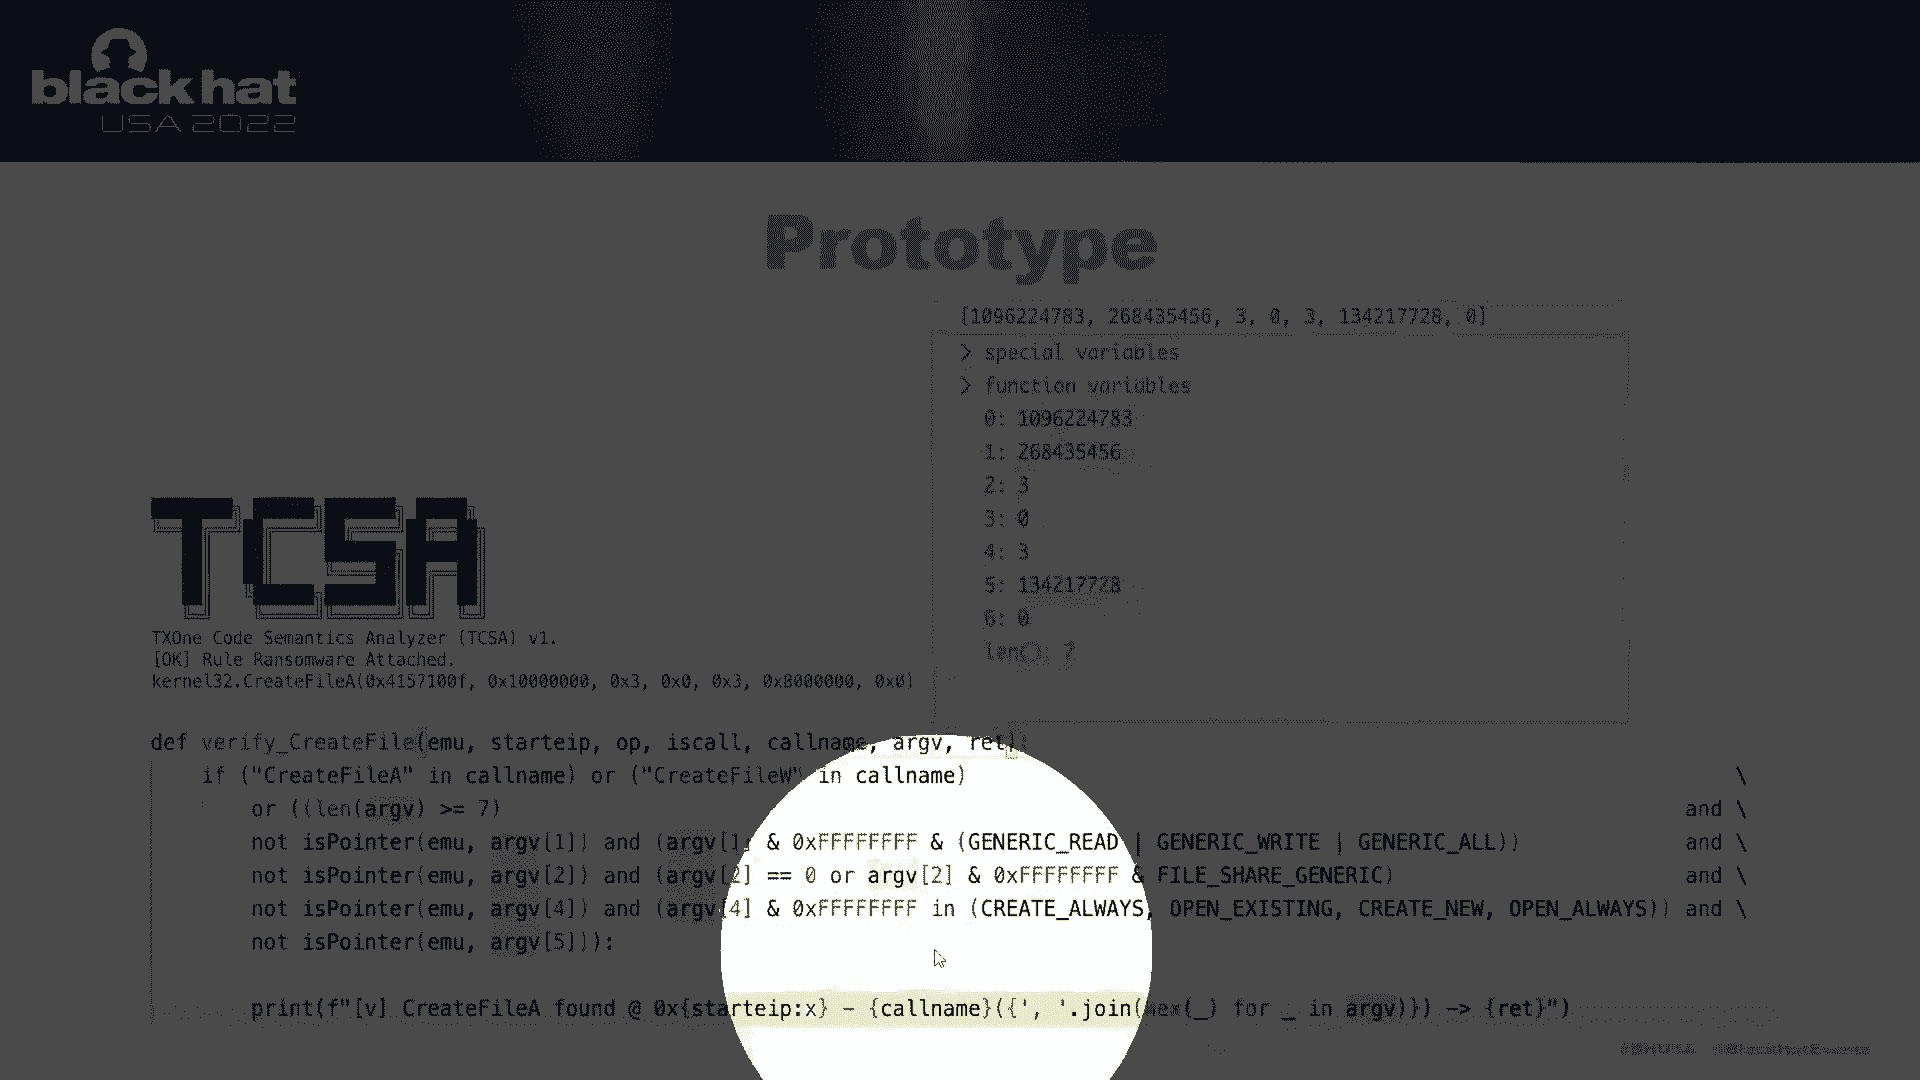 black hat
USA 2022
Prototype
[1096224783, 268435456, 3, 0, 3, 134217728, 0]
> special variables
> function variables
0: 1096224783
1: 268435456
2: 3
3: 0
4: 3
5: 134217728
6: 0
len(): 7
TCSA
TXOne Code Semantics Analyzer (TCSA) v1.
[OK] Rule Ransomware Attached.
kernel32.CreateFileA(0x4157100f, 0x10000000, 0x3, 0x0, 0x3, 0x8000000, 0x0)
def verify_CreateFile(emu, starteip, op, iscall, callname, argv, ret):
if ("CreateFileA" in callname) or ("CreateFileW" in callname) \
or ((len(argv) >= 7) and \
not isPointer(emu, argv[1]) and (argv[1] & 0xFFFFFFFF & (GENERIC_READ | GENERIC_WRITE | GENERIC_ALL)) and \
not isPointer(emu, argv[2]) and (argv[2] == 0 or argv[2] & 0xFFFFFFFF & FILE_SHARE_GENERIC) and \
not isPointer(emu, argv[4]) and (argv[4] & 0xFFFFFFFF in (CREATE_ALWAYS, OPEN_EXISTING, CREATE_NEW, OPEN_ALWAYS)) and \
not isPointer(emu, argv[5])):
print(f"[v] CreateFileA found @ 0x{starteip:x} - {callname}({', '.join(hex(_) for _ in argv)}) -> {ret}")
#BHUSA @BlackHatEvents